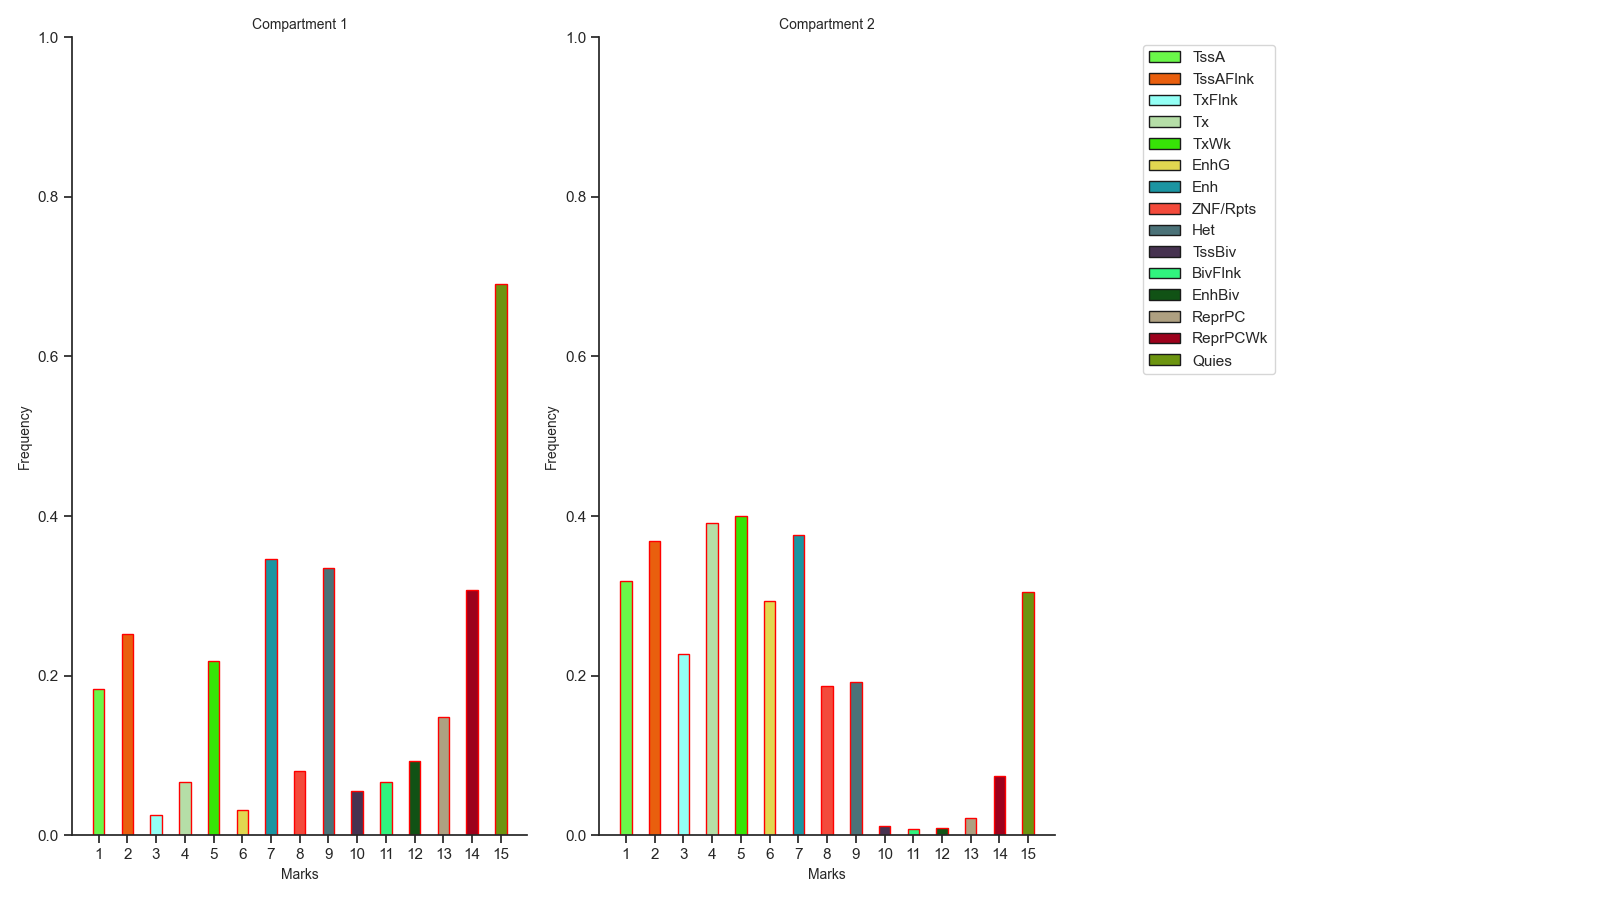 Compartment 1
1.0
0.8
0.6
0.4
0.2
0.0
Frequency
1 2 3 4 5 6 7 8 9 10 11 12 13 14 15
Marks
Compartment 2
1.0
0.8
0.6
0.4
0.2
0.0
Frequency
1 2 3 4 5 6 7 8 9 10 11 12 13 14 15
Marks
TssA
TssAFlnk
TxFlnk
Tx
TxWk
EnhG
Enh
ZNF/Rpts
Het
TssBiv
BivFlnk
EnhBiv
ReprPC
ReprPCWk
Quies